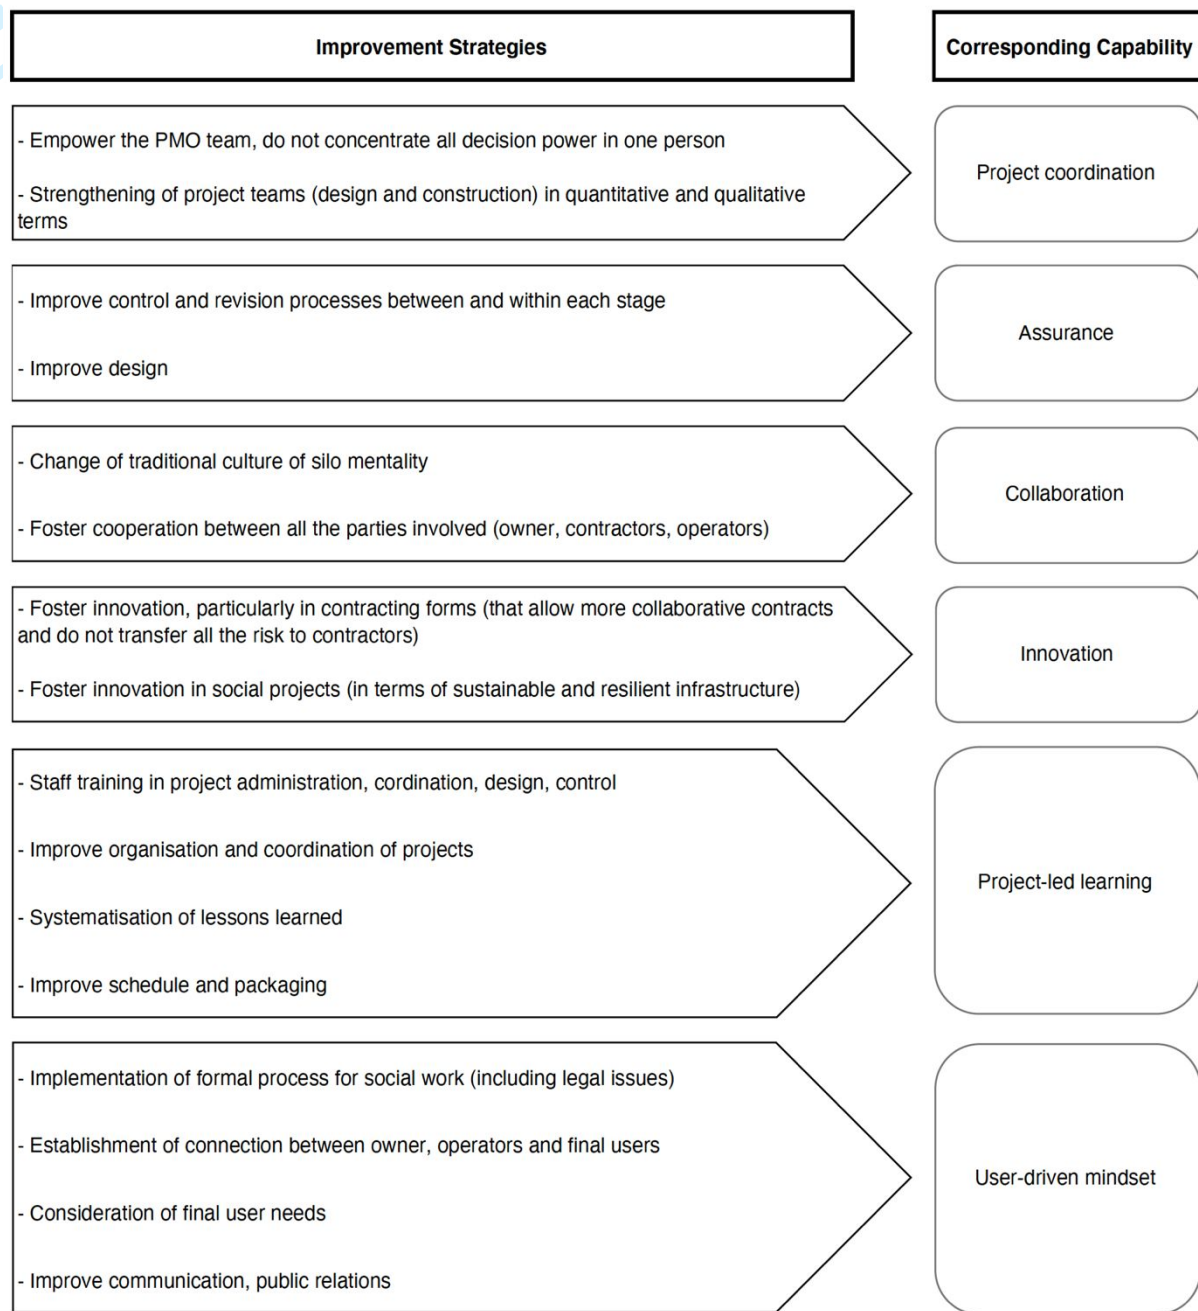 Improvement Strategies
Corresponding Capability
- Empower the PMO team, do not concentrate all decision power in one person
- Strengthening of project teams (design and construction) in quantitative and qualitative
terms
Project coordination
- Improve control and revision processes between and within each stage
- Improve design
Assurance
- Change of traditional culture of silo mentality
- Foster cooperation between all the parties involved (owner, contractors, operators)
Collaboration
- Foster innovation, particularly in contracting forms (that allow more collaborative contracts
and do not transfer all the risk to contractors)
- Foster innovation in social projects (in terms of sustainable and resilient infrastructure)
Innovation
- Staff training in project administration, cordination, design, control
- Improve organisation and coordination of projects
- Systematisation of lessons learned
- Improve schedule and packaging
Project-led learning
- Implementation of formal process for social work (including legal issues)
- Establishment of connection between owner, operators and final users
- Consideration of final user needs
- Improve communication, public relations
User-driven mindset